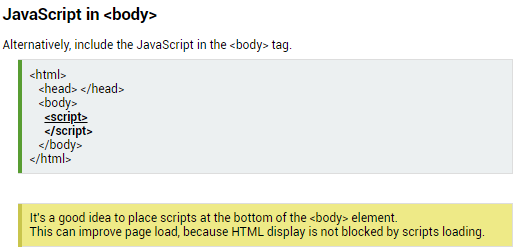 JavaScript in <body>
Alternatively, include the JavaScript in the <body> tag.
<html>
<head> </head>
<body>
<script>
</script>
</body>
</html>
It's a good idea to place scripts at the bottom of the <body> element.
This can improve page load, because HTML display is not blocked by scripts loading.